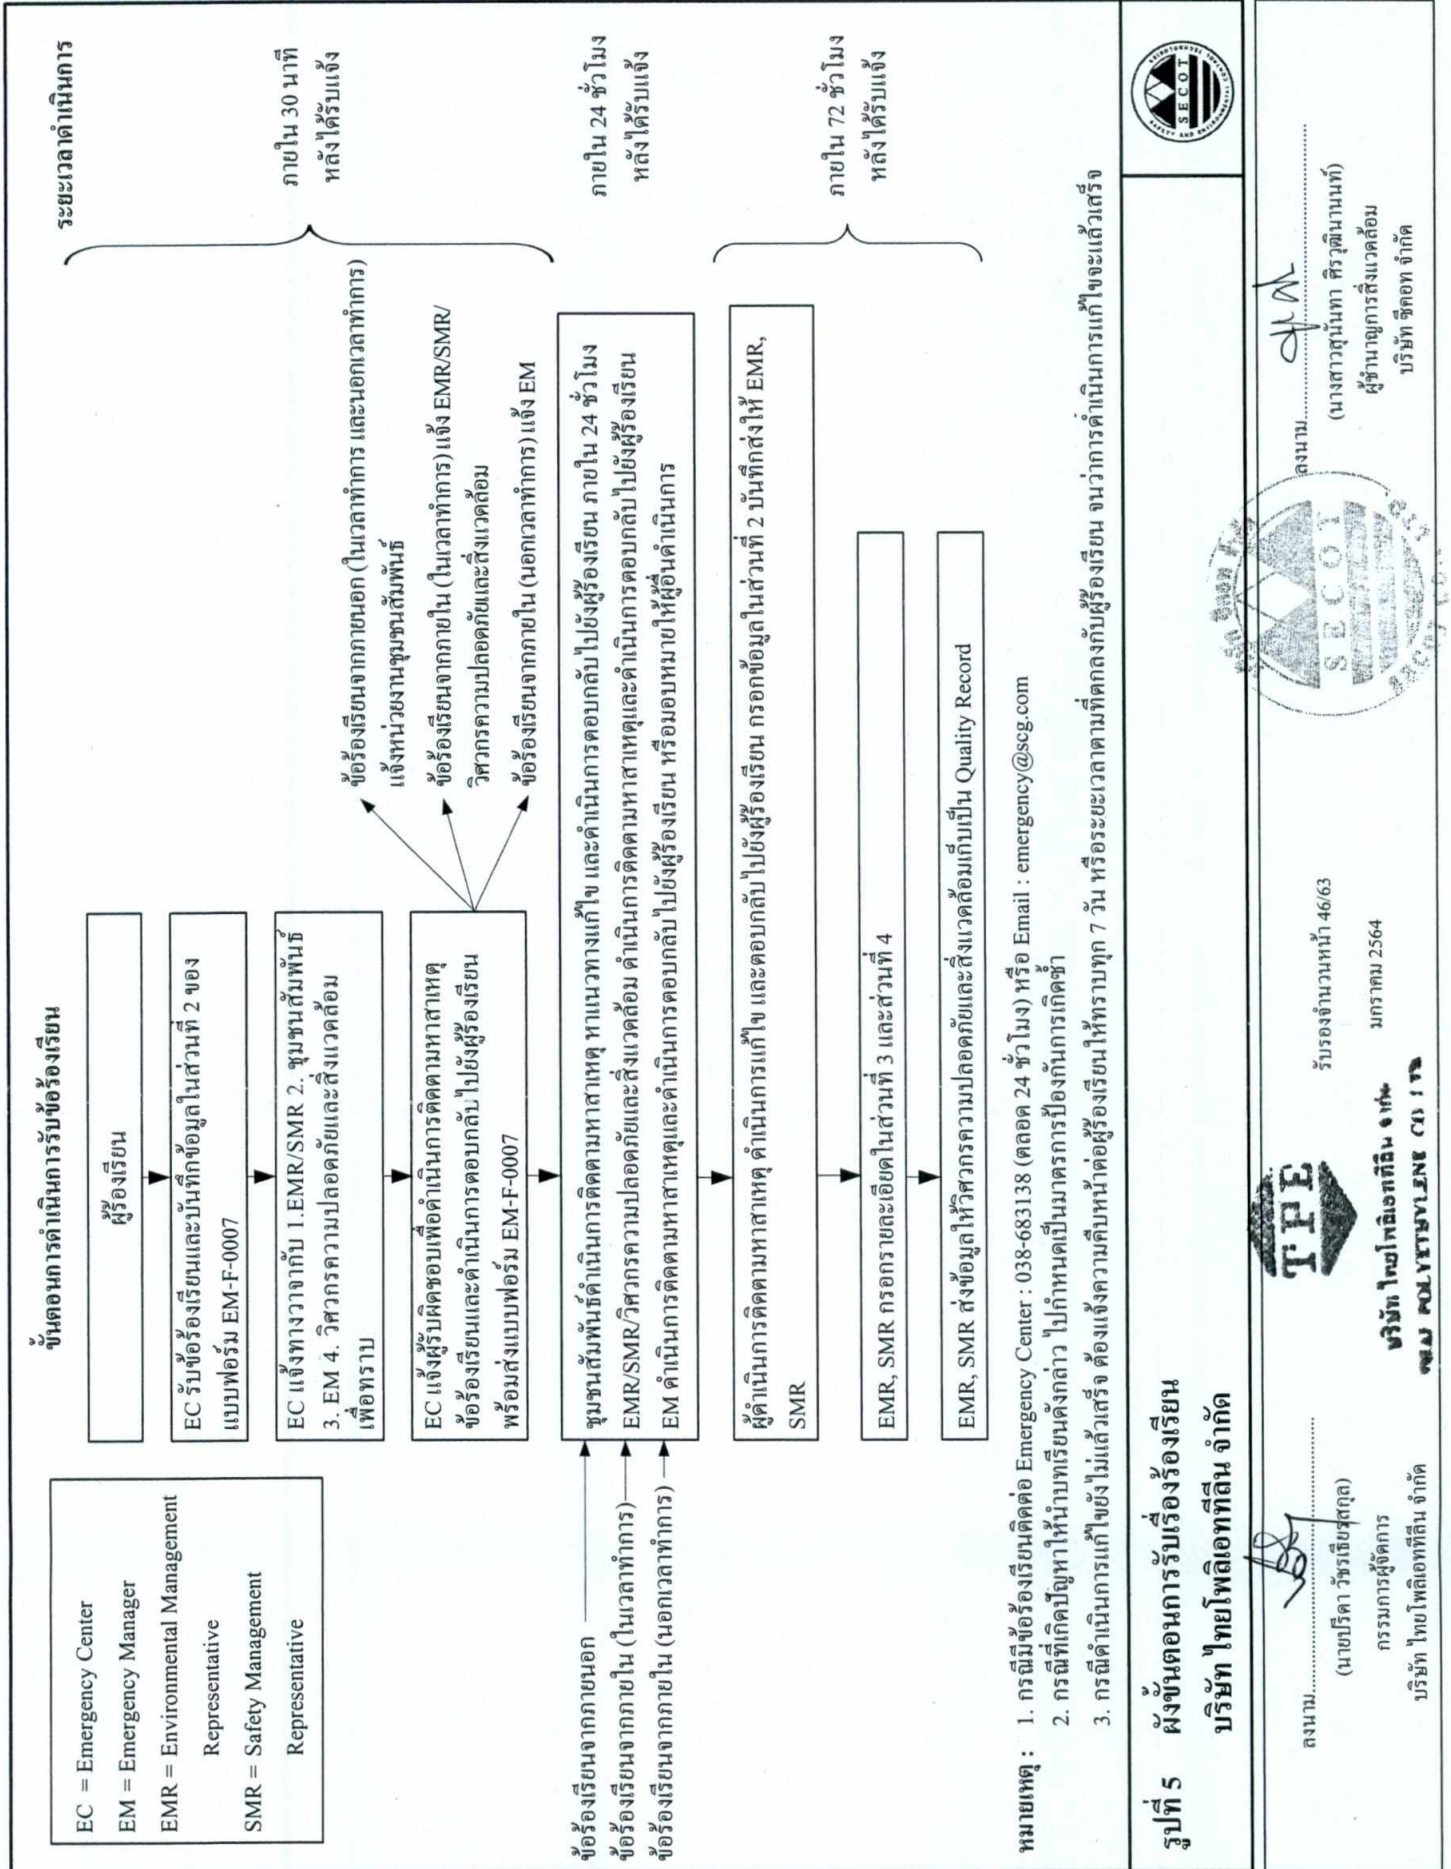 ขั้นตอนการดำเนินการรับข้อร้องเรียน
ระยะเวลาดำเนินการ
EC = Emergency Center
EM = Emergency Manager
EMR = Environmental Management
Representative
SMR = Safety Management
Representative
ผู้ร้องเรียน
EC รับข้อร้องเรียนและบันทึกข้อมูลในส่วนที่ 2 ของ
แบบฟอร์ม EM-F-0007
EC แจ้งทางวาจากับ 1.EMR/SMR 2. ชุมชนสัมพันธ์
3. EM 4. วิศวกรความปลอดภัยและสิ่งแวดล้อม
เพื่อทราบ
EC แจ้งผู้รับผิดชอบเพื่อดำเนินการติดตามหาสาเหตุ
ข้อร้องเรียนและดำเนินการตอบกลับไปยังผู้ร้องเรียน
พร้อมส่งแบบฟอร์ม EM-F-0007
ข้อร้องเรียนจากภายนอก (ในเวลาทำการ และนอกเวลาทำการ)
แจ้งหน่วยงานชุมชนสัมพันธ์
ข้อร้องเรียนจากภายใน (ในเวลาทำการ) แจ้ง EMR/SMR/
วิศวกรความปลอดภัยและสิ่งแวดล้อม
ข้อร้องเรียนจากภายใน (นอกเวลาทำการ) แจ้ง EM
ภายใน 30 นาที
หลังได้รับแจ้ง
ข้อร้องเรียนจากภายนอก
ข้อร้องเรียนจากภายใน (ในเวลาทำการ)
ข้อร้องเรียนจากภายใน (นอกเวลาทำการ)
ชุมชนสัมพันธ์ดำเนินการติดตามหาสาเหตุ หาแนวทางแก้ไข และดำเนินการตอบกลับไปยังผู้ร้องเรียน ภายใน 24 ชั่วโมง
EMR/SMR/วิศวกรความปลอดภัยและสิ่งแวดล้อม ดำเนินการติดตามหาสาเหตุและดำเนินการตอบกลับไปยังผู้ร้องเรียน
EM ดำเนินการติดตามหาสาเหตุและดำเนินการตอบกลับไปยังผู้ร้องเรียน หรือมอบหมายให้ผู้อื่นดำเนินการ
ภายใน 24 ชั่วโมง
หลังได้รับแจ้ง
ผู้ดำเนินการติดตามหาสาเหตุ ดำเนินการแก้ไข และตอบกลับไปยังผู้ร้องเรียน กรอกข้อมูลในส่วนที่ 2 บันทึกส่งให้ EMR,
SMR
EMR, SMR กรอกรายละเอียดในส่วนที่ 3 และส่วนที่ 4
EMR, SMR ส่งข้อมูลให้วิศวกรความปลอดภัยและสิ่งแวดล้อมเก็บเป็น Quality Record
ภายใน 72 ชั่วโมง
หลังได้รับแจ้ง
หมายเหตุ : 1. กรณีมีข้อร้องเรียนติดต่อ Emergency Center : 038-683138 (ตลอด 24 ชั่วโมง) หรือ Email : emergency@scg.com
2. กรณีที่เกิดปัญหาให้นำบทเรียนดังกล่าว ไปกำหนดเป็นมาตรการป้องกันการเกิดซ้ำ
3. กรณีดำเนินการแก้ไขยังไม่แล้วเสร็จ ต้องแจ้งความคืบหน้าต่อผู้ร้องเรียนให้ทราบทุก 7 วัน หรือระยะเวลาตามที่ตกลงกับผู้ร้องเรียน จนว่าการดำเนินการแก้ไขจะแล้วเสร็จ
รูปที่ 5 ผังขั้นตอนการรับเรื่องร้องเรียน
บริษัท ไทยโพลิเอททีลีน จำกัด
SECOT
SAFETY AND ENVIRONMENTAL CONTROL TECHNOLOGIES
ลงนาม
(นายปรีดา วัชรเธียรสกุล)
กรรมการผู้จัดการ
บริษัท ไทยโพลิเอททีลีน จำกัด
TPE
บริษัท ไทยโพลิเอททีลีน จำกัด
THAI POLYETHYLENE CO LTD
รับรองจำนวนหน้า 46/63
มกราคม 2564
SECOT
ลงนาม
(นางสาวสุนันทา ศิรวุฒินานนท์)
ผู้ชำนาญการสิ่งแวดล้อม
บริษัท ซีคอท จำกัด